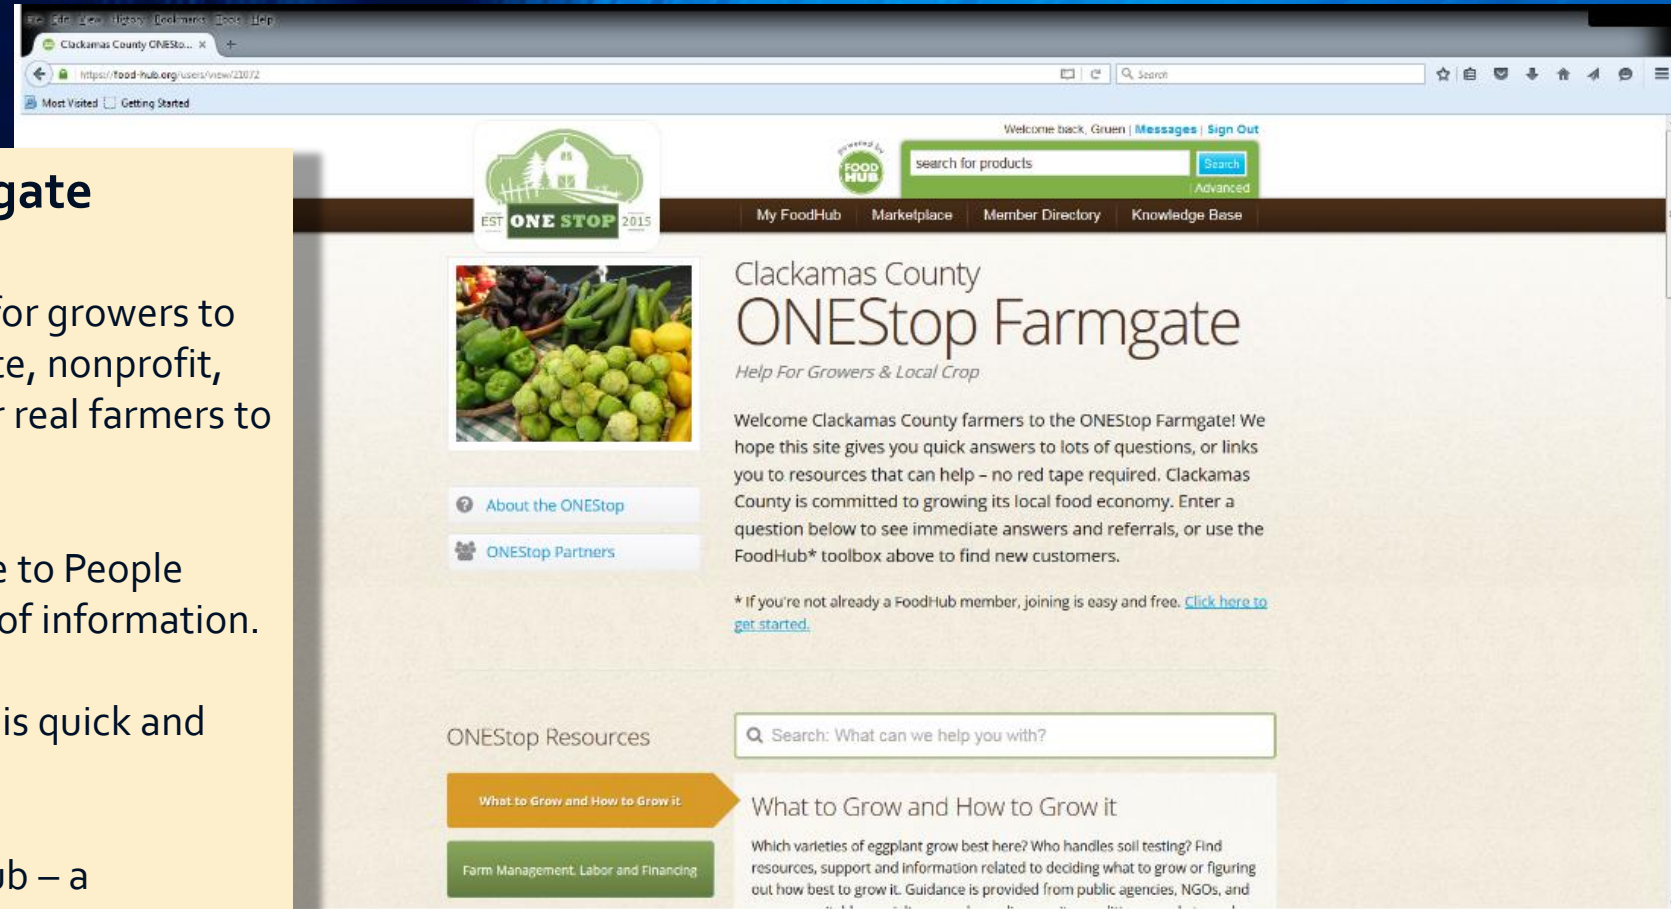 File Edit View History Bookmarks Tools Help
Clackamas County ONESto... × +
https://food-hub.org/users/view/21072
Search
Most Visited Getting Started
gate
for growers to
te, nonprofit,
r real farmers to
e to People
of information.
is quick and
ub – a
Welcome back, Gruen | Messages | Sign Out
powered by
FOOD HUB
search for products
Search
Advanced
EST ONE STOP 2015
My FoodHub Marketplace Member Directory Knowledge Base
Clackamas County
ONEStop Farmgate
Help For Growers & Local Crop
Welcome Clackamas County farmers to the ONEStop Farmgate! We
hope this site gives you quick answers to lots of questions, or links
you to resources that can help – no red tape required. Clackamas
County is committed to growing its local food economy. Enter a
question below to see immediate answers and referrals, or use the
FoodHub* toolbox above to find new customers.
* If you're not already a FoodHub member, joining is easy and free. Click here to
get started.
About the ONEStop
ONEStop Partners
ONEStop Resources
Search: What can we help you with?
What to Grow and How to Grow it
Farm Management, Labor and Financing
What to Grow and How to Grow it
Which varieties of eggplant grow best here? Who handles soil testing? Find
resources, support and information related to deciding what to grow or figuring
out how best to grow it. Guidance is provided from public agencies, NGOs, and